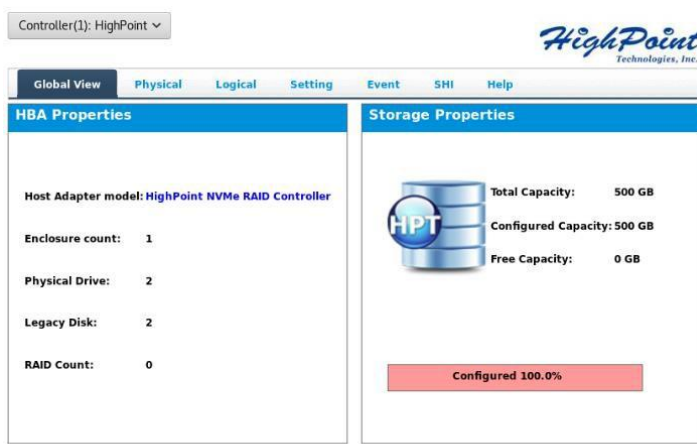 Controller(1): HighPoint
HighPoint
Technologies, Inc.
Global View Physical Logical Setting Event SHI Help
HBA Properties
Host Adapter model: HighPoint NVMe RAID Controller
Enclosure count: 1
Physical Drive: 2
Legacy Disk: 2
RAID Count: 0
Storage Properties
HPT
Total Capacity: 500 GB
Configured Capacity: 500 GB
Free Capacity: 0 GB
Configured 100.0%